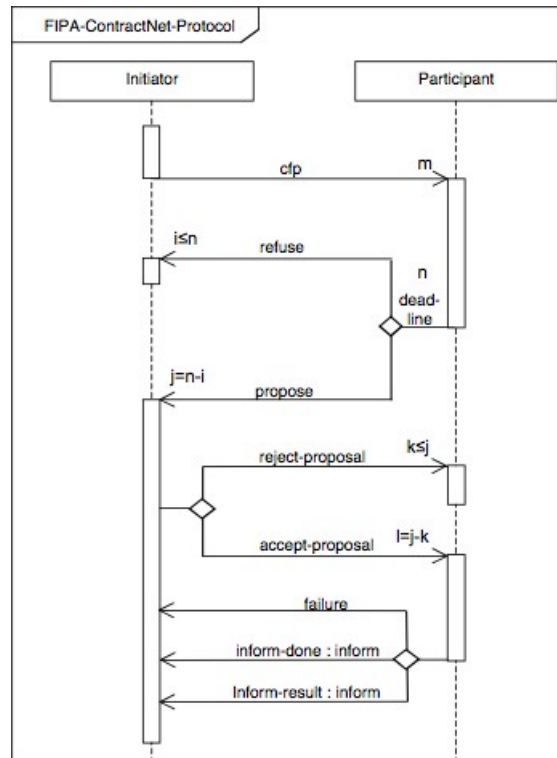 FIPA-ContractNet-Protocol
Initiator
Participant
cfp
m
i≤n
refuse
n
dead-
line
j=n-i
propose
reject-proposal
k≤j
accept-proposal
l=j-k
failure
inform-done : inform
Inform-result : inform